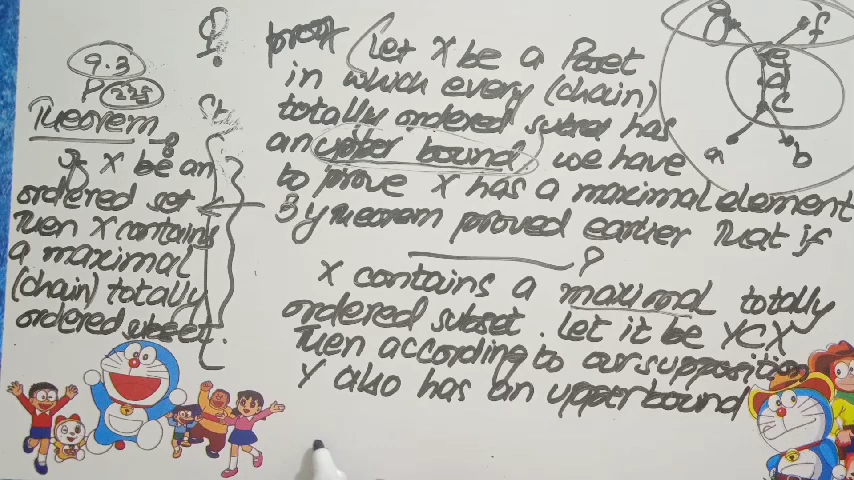 9.3
P 225
Theorem
If X be an
ordered set
Then X contains
a maximal
(chain) totally
ordered subset.
proof Let X be a Poset
in which every (chain)
totally ordered subset has
an upper bound, we have
to prove X has a maximal element
By Theorem proved earlier That if
X contains a maximal totally
ordered subset. Let it be YCX
Then according to our supposition
Y also has an upper bound
g f
e
d
c
a b